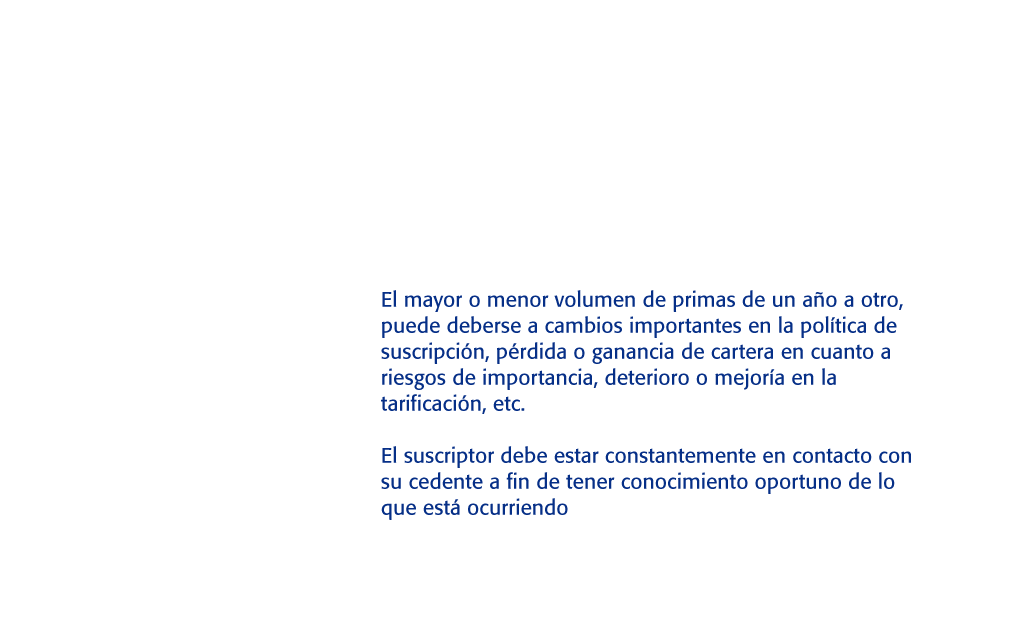 El mayor o menor volumen de primas de un año a otro,
puede deberse a cambios importantes en la política de
suscripción, pérdida o ganancia de cartera en cuanto a
riesgos de importancia, deterioro o mejoría en la
tarificación, etc.
El suscriptor debe estar constantemente en contacto con
su cedente a fin de tener conocimiento oportuno de lo
que está ocurriendo